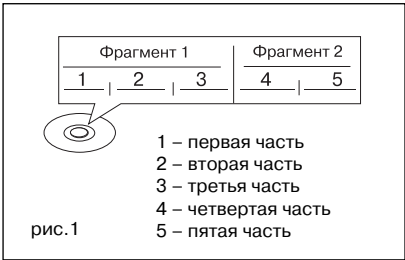 Фрагмент 1 Фрагмент 2
1 2 3 4 5
1 – первая часть
2 – вторая часть
3 – третья часть
4 – четвертая часть
5 – пятая часть
рис.1